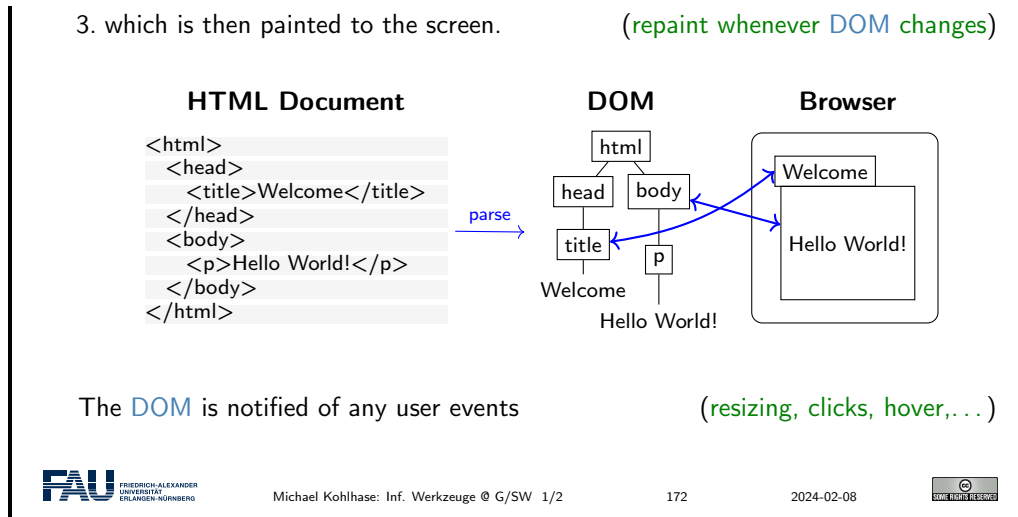 3. which is then painted to the screen. (repaint whenever DOM changes)
HTML Document
<html>
<head>
<title>Welcome</title>
</head>
<body>
<p>Hello World!</p>
</body>
</html>
parse
DOM
html
head
body
title
p
Welcome
Hello World!
Browser
Welcome
Hello World!
The DOM is notified of any user events (resizing, clicks, hover,...)
FAU
FRIEDRICH-ALEXANDER
UNIVERSITÄT
ERLANGEN-NÜRNBERG
Michael Kohlhase: Inf. Werkzeuge @ G/SW 1/2 172 2024-02-08
cc
SOME RIGHTS RESERVED